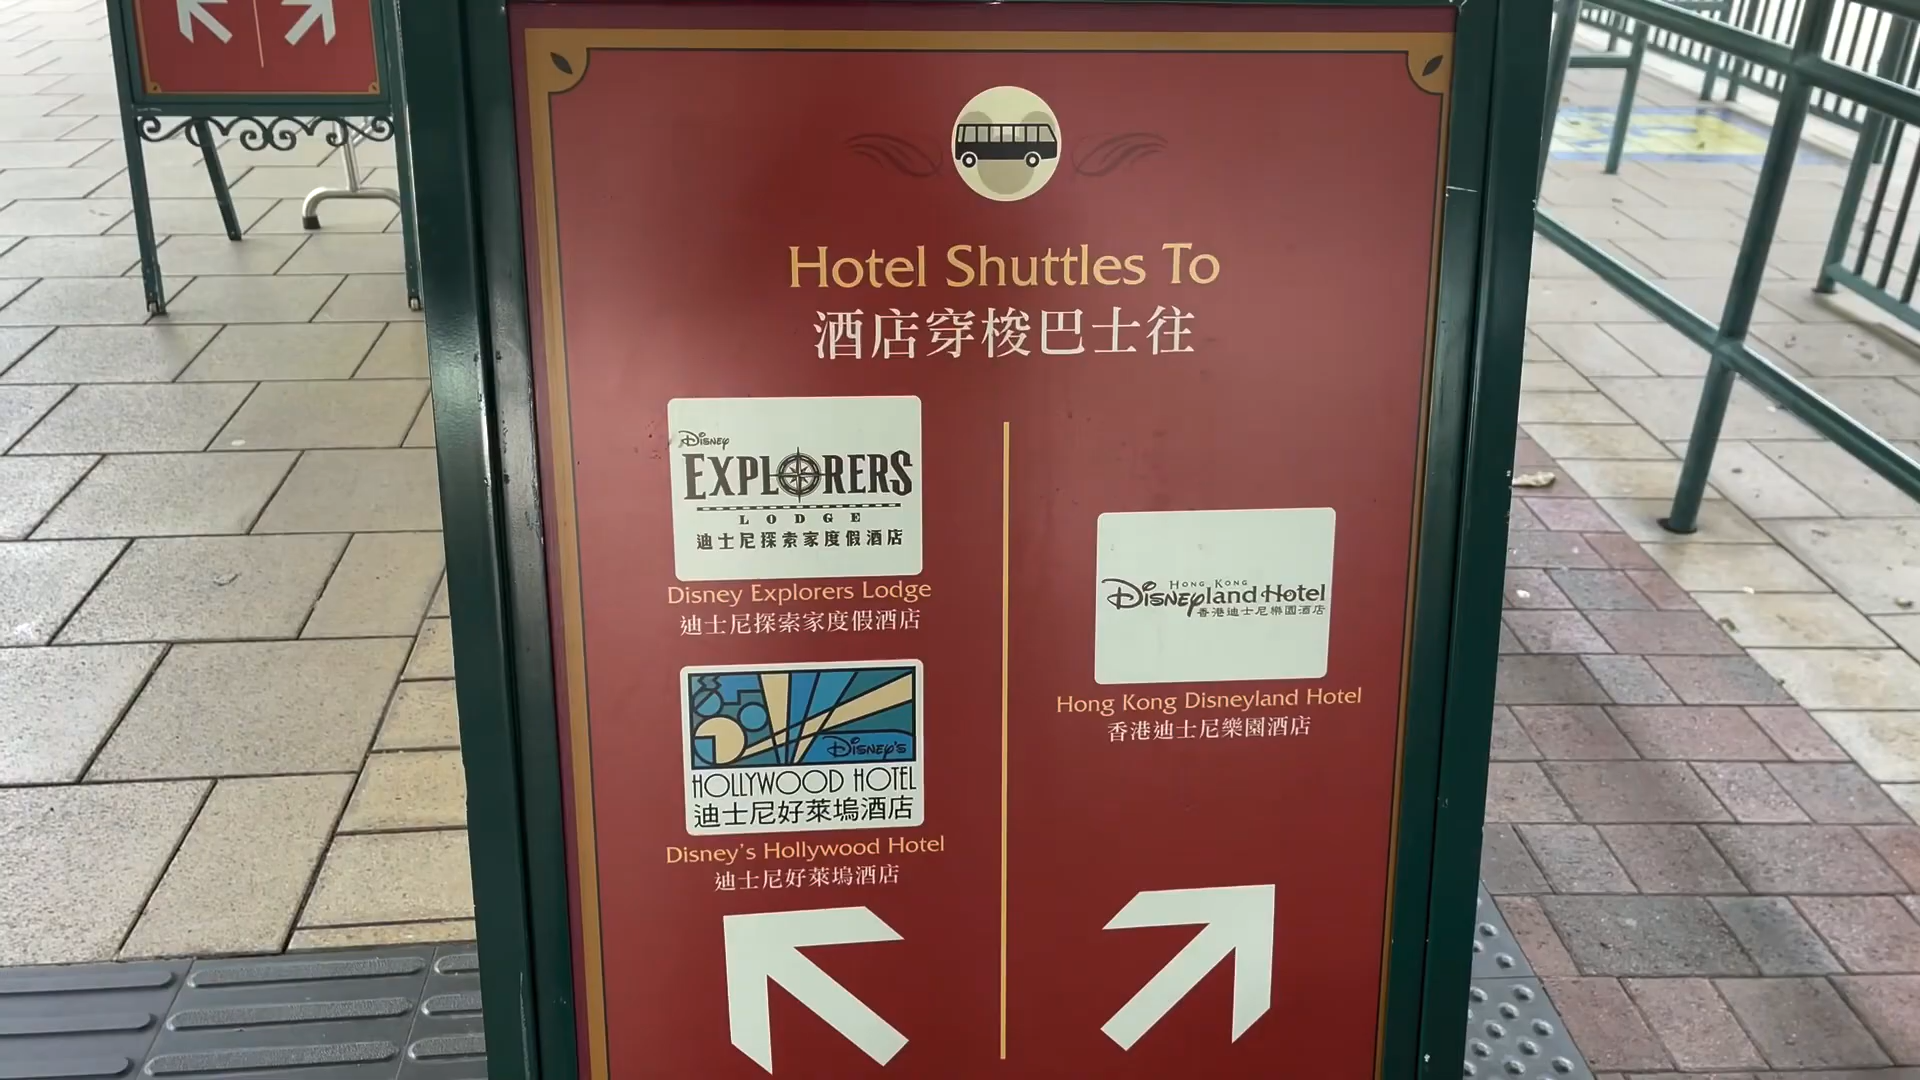 Hotel Shuttles To
酒店穿梭巴士往
Disney
EXPLORERS
LODGE
迪士尼探索家度假酒店
Disney Explorers Lodge
迪士尼探索家度假酒店
Disney's
HOLLYWOOD HOTEL
迪士尼好萊塢酒店
Disney's Hollywood Hotel
迪士尼好萊塢酒店
HONG KONG
Disneyland Hotel
香港迪士尼樂園酒店
Hong Kong Disneyland Hotel
香港迪士尼樂園酒店